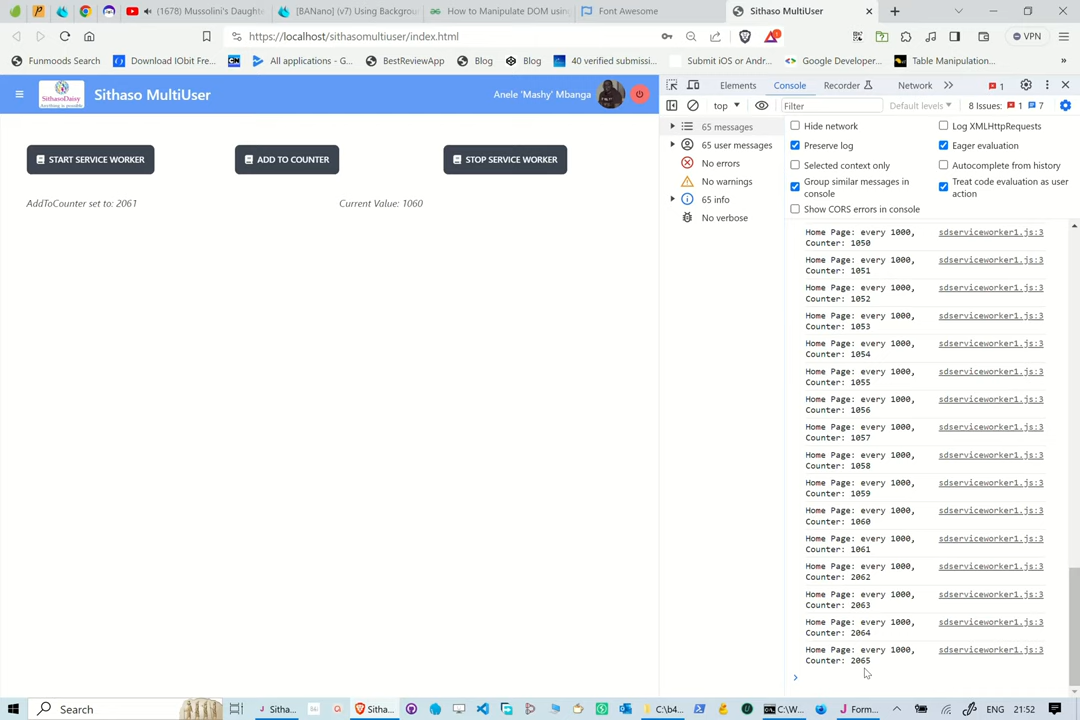 (1678) Mussolini's Daughte
[BANano] (v7) Using Backgrou
How to Manipulate DOM usin
Font Awesome
Sithaso MultiUser
https://localhost/sithasomultiuser/index.html
VPN
Funmoods Search
Download IObit Fre...
All applications - G...
BestReviewApp
Blog
Blog
40 verified submissi...
Submit iOS or Andr...
Google Developer...
Table Manipulation...
SithasoDaisy
Sithaso MultiUser
Anele 'Mashy' Mbanga
START SERVICE WORKER
ADD TO COUNTER
STOP SERVICE WORKER
AddToCounter set to: 2061
Current Value: 1060
Elements
Console
Recorder
Network
1
top
Filter
Default levels
8 Issues:
1
7
65 messages
65 user messages
No errors
No warnings
65 info
No verbose
Hide network
Log XMLHttpRequests
Preserve log
Eager evaluation
Selected context only
Autocomplete from history
Group similar messages in
console
Treat code evaluation as user
action
Show CORS errors in console
Home Page: every 1000, sdserviceworker1.js:3
Counter: 1050
Home Page: every 1000, sdserviceworker1.js:3
Counter: 1051
Home Page: every 1000, sdserviceworker1.js:3
Counter: 1052
Home Page: every 1000, sdserviceworker1.js:3
Counter: 1053
Home Page: every 1000, sdserviceworker1.js:3
Counter: 1054
Home Page: every 1000, sdserviceworker1.js:3
Counter: 1055
Home Page: every 1000, sdserviceworker1.js:3
Counter: 1056
Home Page: every 1000, sdserviceworker1.js:3
Counter: 1057
Home Page: every 1000, sdserviceworker1.js:3
Counter: 1058
Home Page: every 1000, sdserviceworker1.js:3
Counter: 1059
Home Page: every 1000, sdserviceworker1.js:3
Counter: 1060
Home Page: every 1000, sdserviceworker1.js:3
Counter: 1061
Home Page: every 1000, sdserviceworker1.js:3
Counter: 2062
Home Page: every 1000, sdserviceworker1.js:3
Counter: 2063
Home Page: every 1000, sdserviceworker1.js:3
Counter: 2064
Home Page: every 1000, sdserviceworker1.js:3
Counter: 2065
Search
Sitha...
Sitha...
C:\b4...
C:\W...
Form...
ENG
21:52